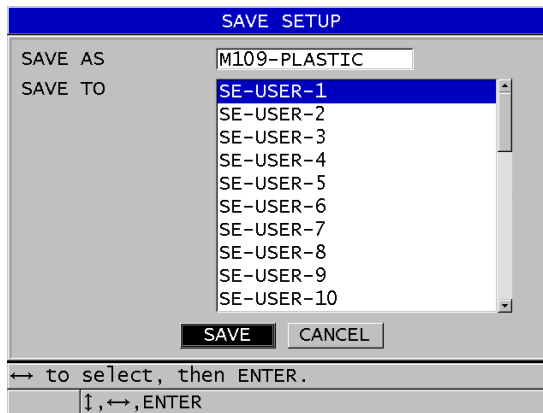 SAVE SETUP
SAVE AS M109-PLASTIC
SAVE TO SE-USER-1
SE-USER-2
SE-USER-3
SE-USER-4
SE-USER-5
SE-USER-6
SE-USER-7
SE-USER-8
SE-USER-9
SE-USER-10
SAVE CANCEL
↔ to select, then ENTER.
↕,↔,ENTER